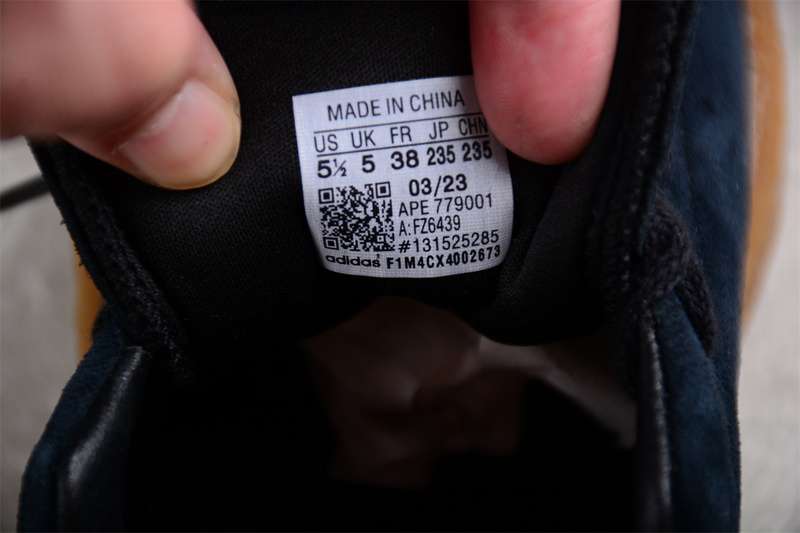 MADE IN CHINA
US UK FR JP CHN
5½ 5 38 235 235
03/23
APE 779001
A:FZ6439
#131525285
adidas F1M4CX4002673